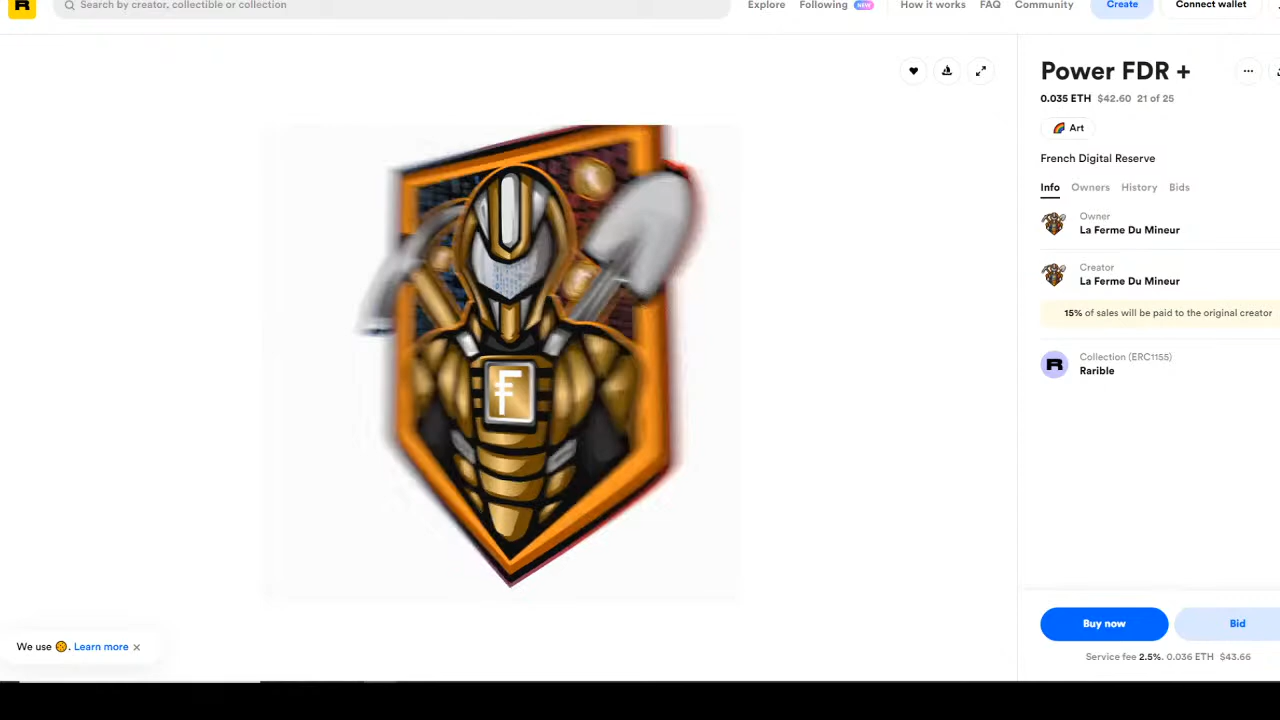 R Search by creator, collectible or collection Explore Following NEW How it works FAQ Community Create Connect wallet
Power FDR +
0.035 ETH $42.60 21 of 25
Art
French Digital Reserve
Info Owners History Bids
Owner
La Ferme Du Mineur
Creator
La Ferme Du Mineur
15% of sales will be paid to the original creator
R Collection (ERC1155)
Rarible
F
Buy now Bid
We use 🍪. Learn more ×
Service fee 2.5%. 0.036 ETH $43.66